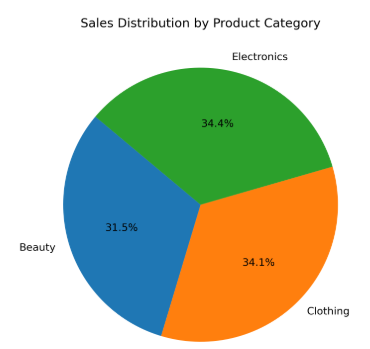 Sales Distribution by Product Category
Electronics
34.4%
31.5%
Beauty
34.1%
Clothing